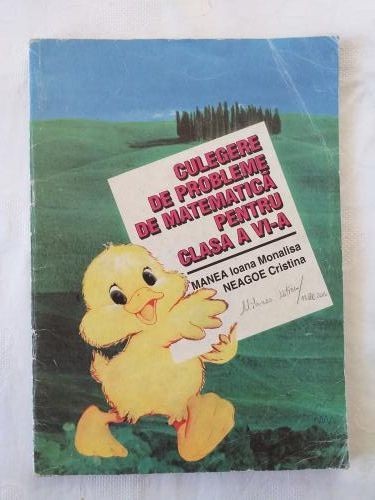 CULEGERE
DE PROBLEME
DE MATEMATICĂ
PENTRU
CLASA A VI-A
MANEA Ioana Monalisa
NEAGOE Cristina